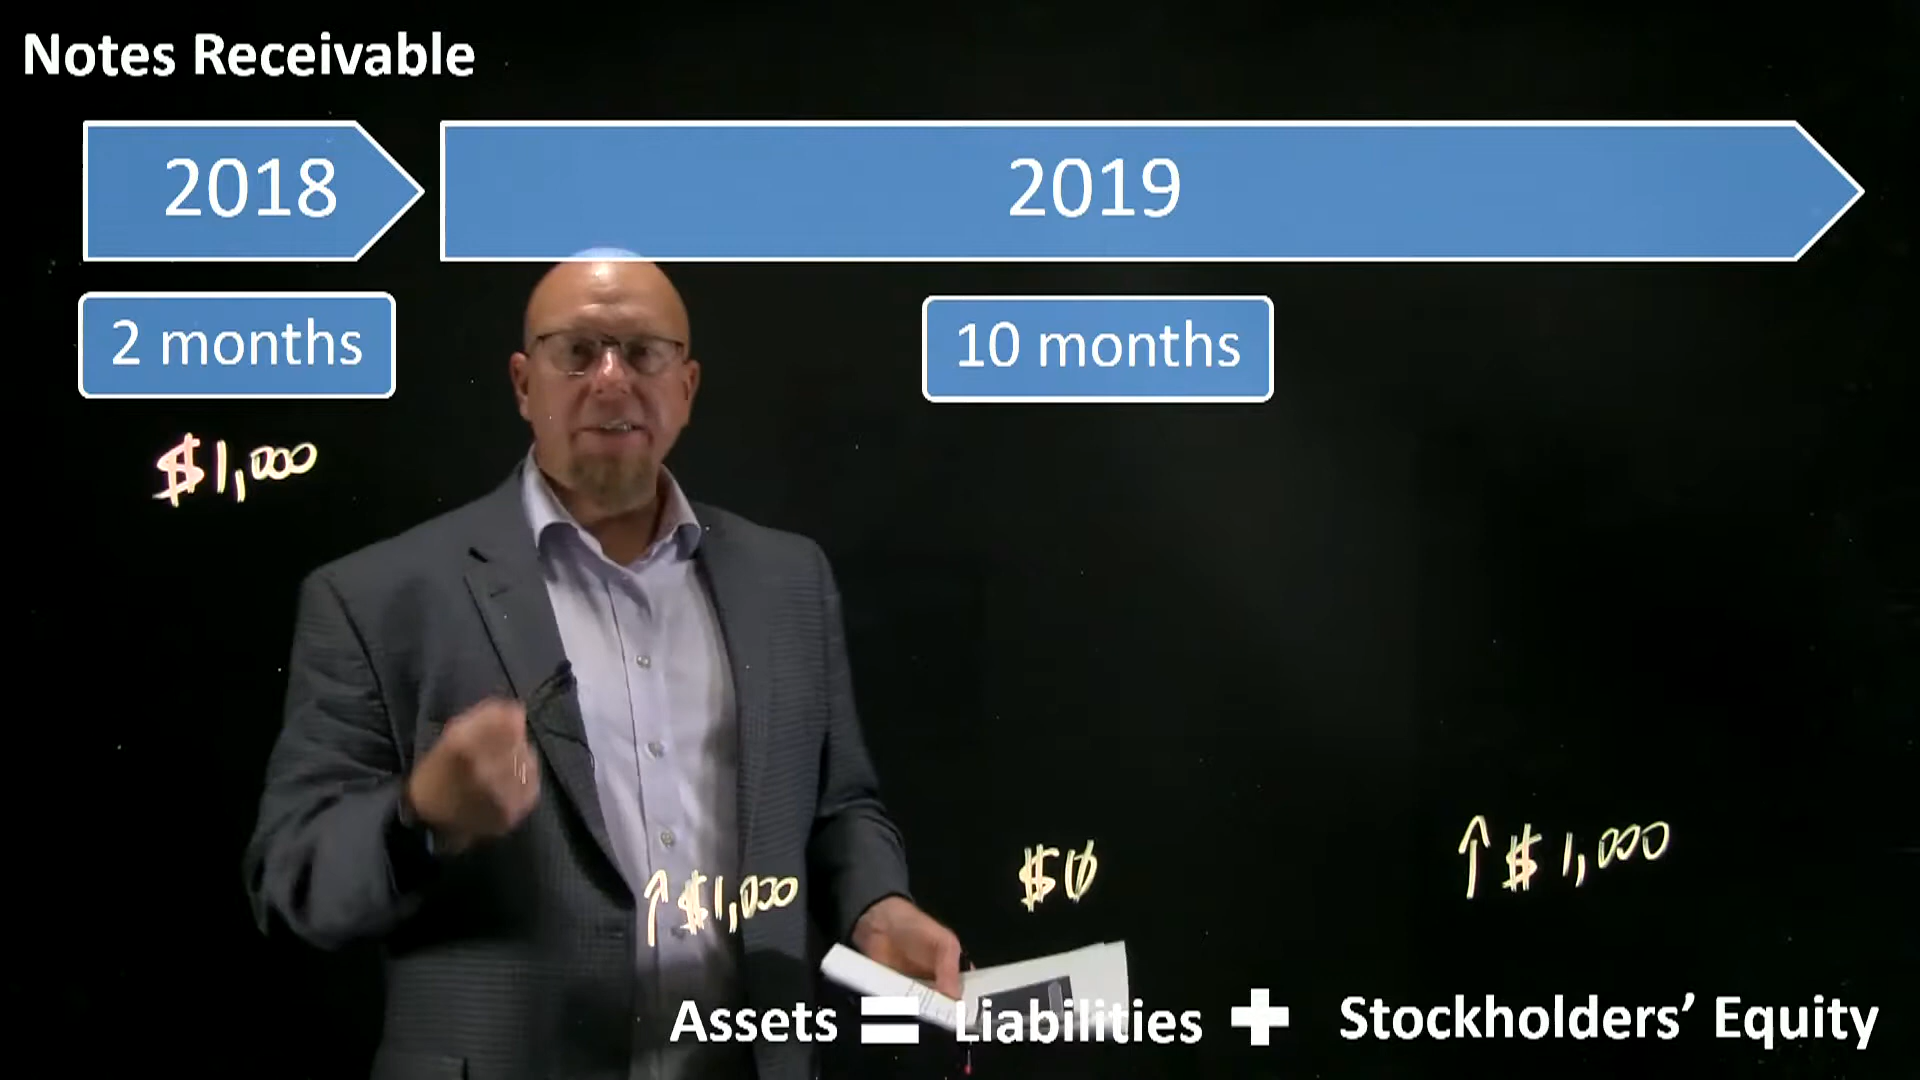 Notes Receivable
2018 2019
2 months 10 months
$1,000
↑ $1,000 $0 ↑ $1,000
Assets = Liabilities + Stockholders' Equity